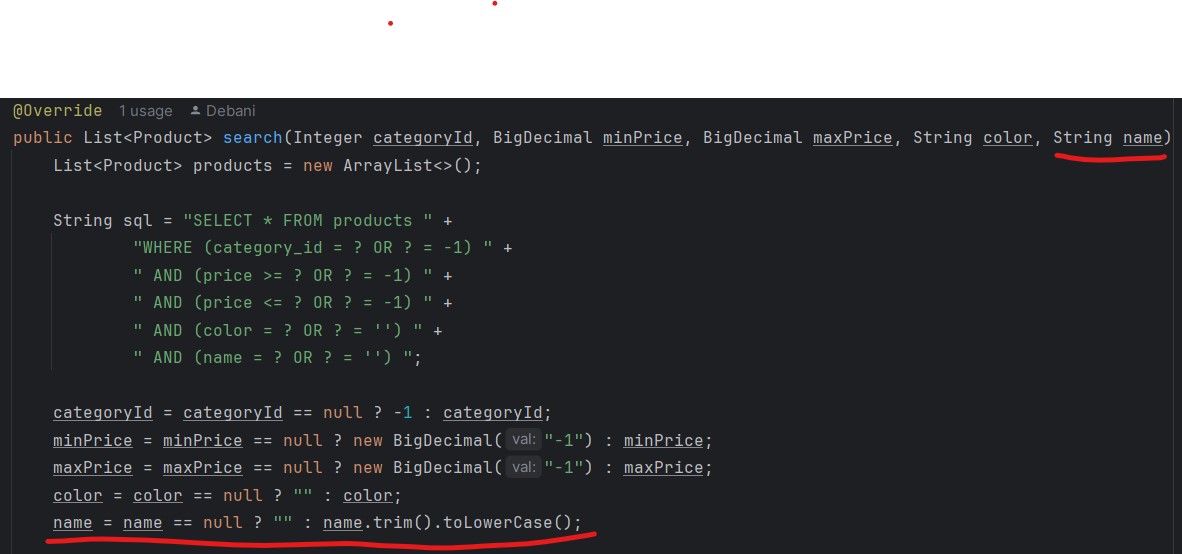 @Override 1 usage Debani
public List<Product> search(Integer categoryId, BigDecimal minPrice, BigDecimal maxPrice, String color, String name)
List<Product> products = new ArrayList<>();
String sql = "SELECT * FROM products " +
"WHERE (category_id = ? OR ? = -1) " +
" AND (price >= ? OR ? = -1) " +
" AND (price <= ? OR ? = -1) " +
" AND (color = ? OR ? = '') " +
" AND (name = ? OR ? = '') ";
categoryId = categoryId == null ? -1 : categoryId;
minPrice = minPrice == null ? new BigDecimal( val: "-1") : minPrice;
maxPrice = maxPrice == null ? new BigDecimal( val: "-1") : maxPrice;
color = color == null ? "" : color;
name = name == null ? "" : name.trim().toLowerCase();